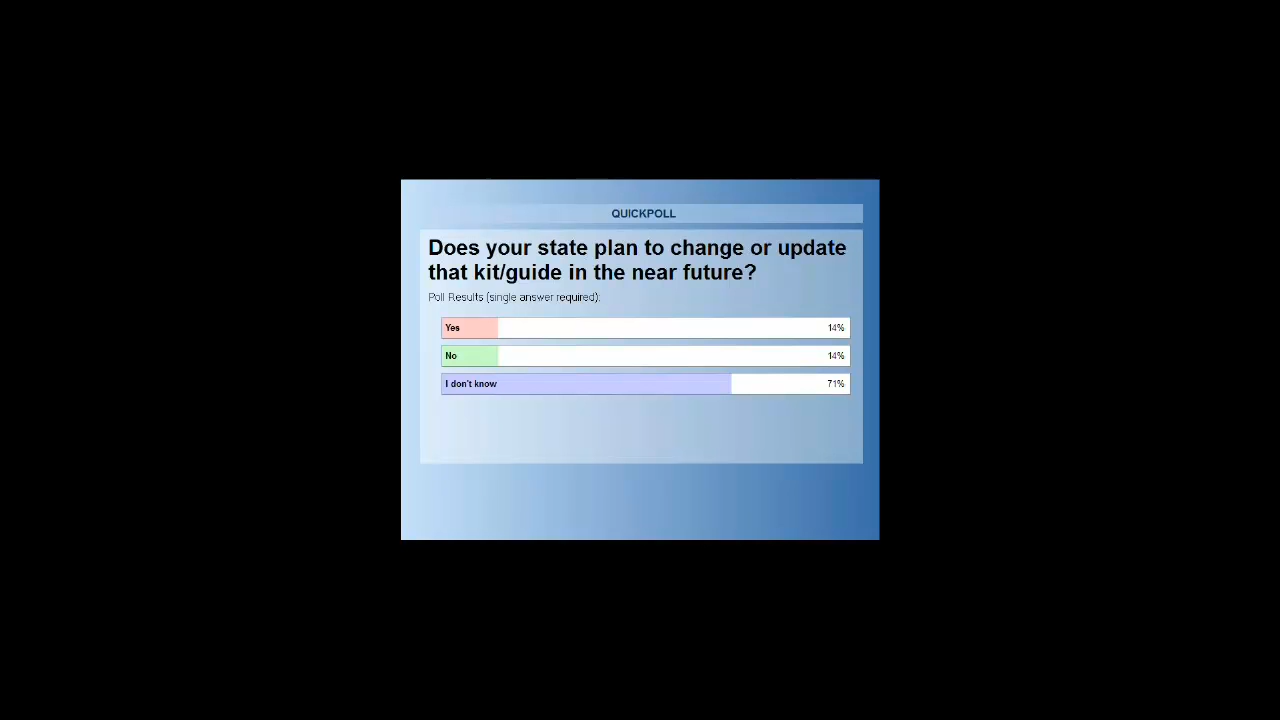 QUICKPOLL
Does your state plan to change or update
that kit/guide in the near future?
Poll Results (single answer required):
Yes 14%
No 14%
I don't know 71%